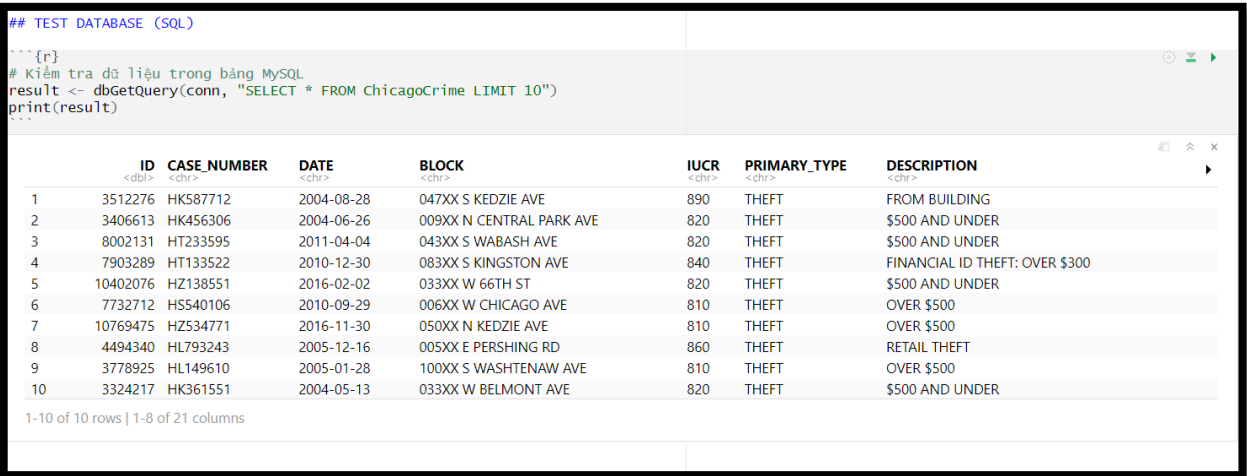 ## TEST DATABASE (SQL)
```{r}
# Kiểm tra dữ liệu trong bảng MySQL
result <- dbGetQuery(conn, "SELECT * FROM ChicagoCrime LIMIT 10")
print(result)
```
ID CASE_NUMBER DATE BLOCK IUCR PRIMARY_TYPE DESCRIPTION
<dbl> <chr> <chr> <chr> <chr> <chr> <chr>
1 3512276 HK587712 2004-08-28 047XX S KEDZIE AVE 890 THEFT FROM BUILDING
2 3406613 HK456306 2004-06-26 009XX N CENTRAL PARK AVE 820 THEFT $500 AND UNDER
3 8002131 HT233595 2011-04-04 043XX S WABASH AVE 820 THEFT $500 AND UNDER
4 7903289 HT133522 2010-12-30 083XX S KINGSTON AVE 840 THEFT FINANCIAL ID THEFT: OVER $300
5 10402076 HZ138551 2016-02-02 033XX W 66TH ST 820 THEFT $500 AND UNDER
6 7732712 HS540106 2010-09-29 006XX W CHICAGO AVE 810 THEFT OVER $500
7 10769475 HZ534771 2016-11-30 050XX N KEDZIE AVE 810 THEFT OVER $500
8 4494340 HL793243 2005-12-16 005XX E PERSHING RD 860 THEFT RETAIL THEFT
9 3778925 HL149610 2005-01-28 100XX S WASHTENAW AVE 810 THEFT OVER $500
10 3324217 HK361551 2004-05-13 033XX W BELMONT AVE 820 THEFT $500 AND UNDER
1-10 of 10 rows | 1-8 of 21 columns